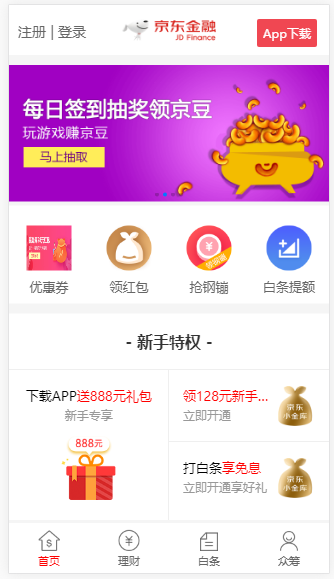 注册 | 登录
京东金融
JD Finance
App下载
每日签到抽奖领京豆
玩游戏赚京豆
马上抽取
优惠券
领红包
抢钢镚
白条提额
- 新手特权 -
下载APP送888元礼包
新手专享
888元
领128元新手...
立即开通
京东
小金库
打白条享免息
立即开通享好礼
京东
小金库
首页
理财
白条
众筹